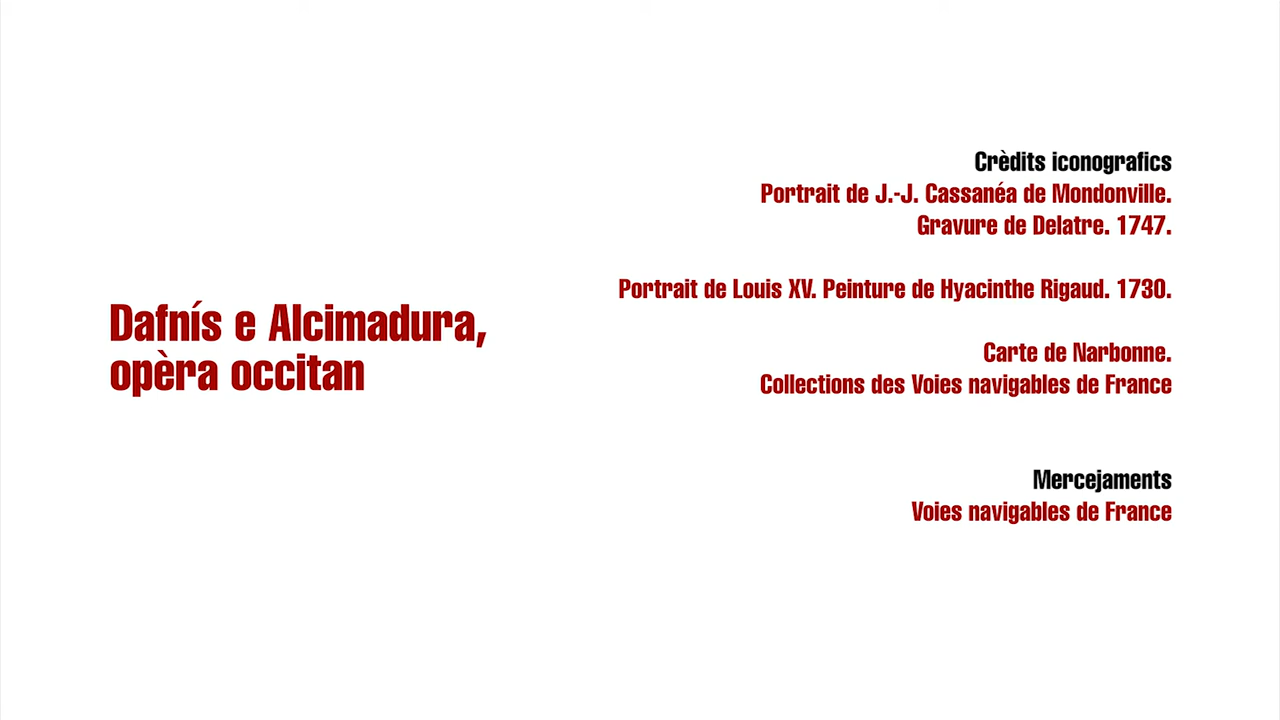 Dafnís e Alcimadura,
opèra occitan
Crèdits iconografics
Portrait de J.-J. Cassanéa de Mondonville.
Gravure de Delatre. 1747.
Portrait de Louis XV. Peinture de Hyacinthe Rigaud. 1730.
Carte de Narbonne.
Collections des Voies navigables de France
Mercejaments
Voies navigables de France